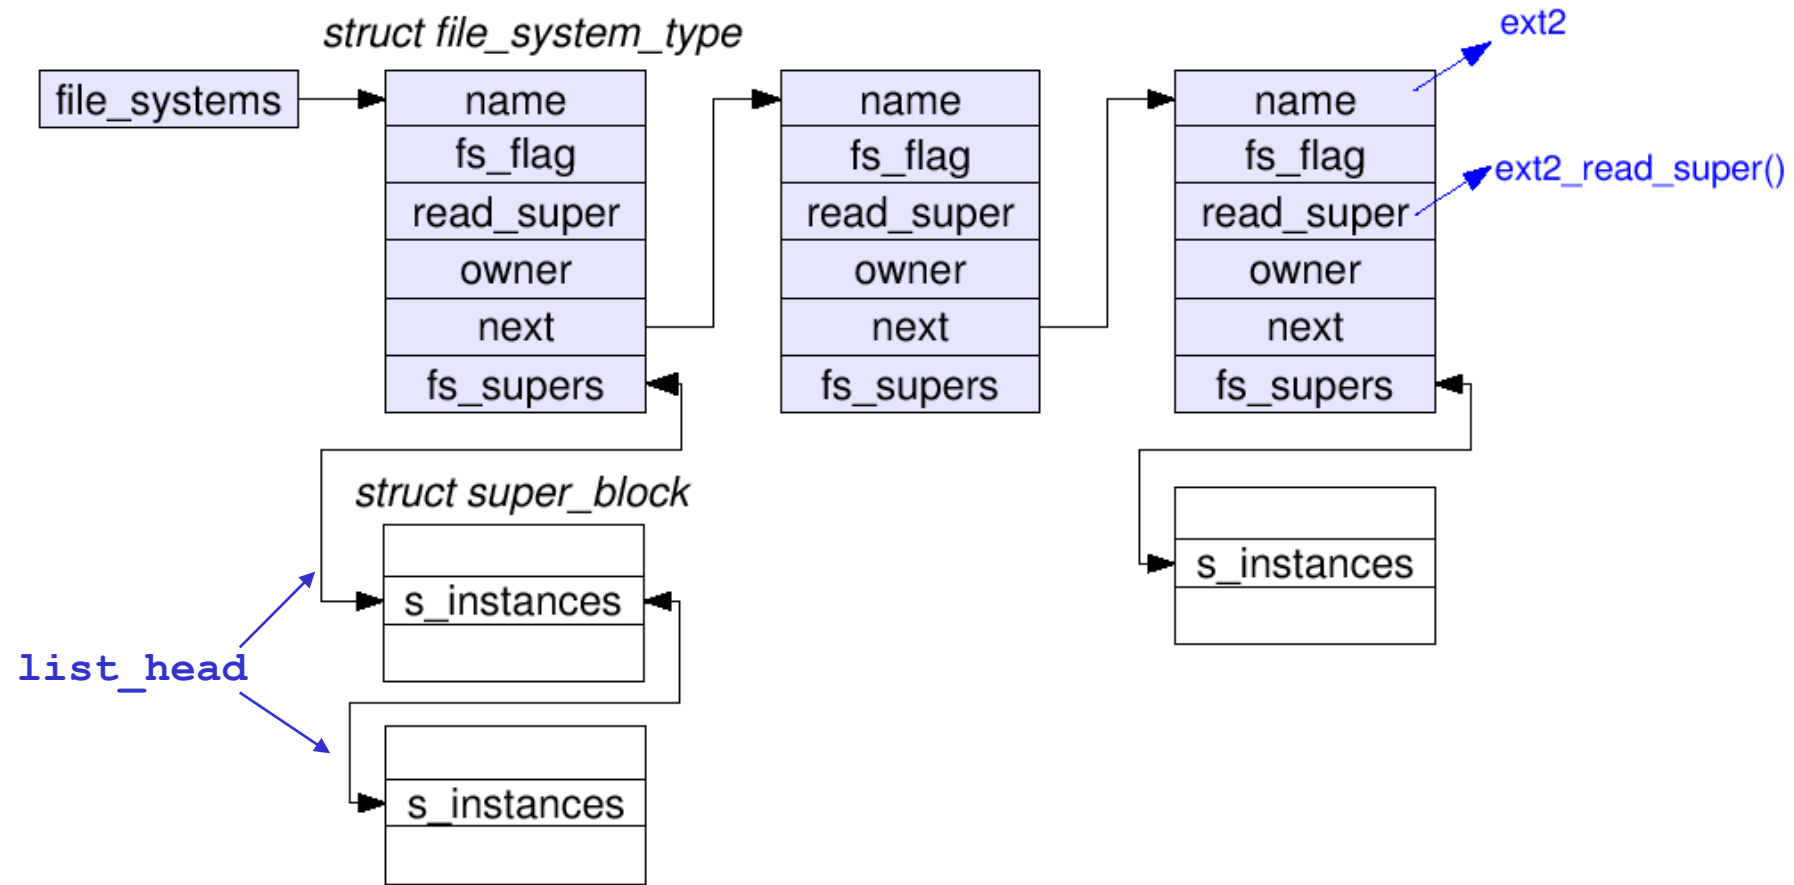 struct file_system_type
ext2
file_systems
name
name
name
fs_flag
fs_flag
fs_flag
ext2_read_super()
read_super
read_super
read_super
owner
owner
owner
next
next
next
fs_supers
fs_supers
fs_supers
struct super_block
s_instances
s_instances
list_head
s_instances